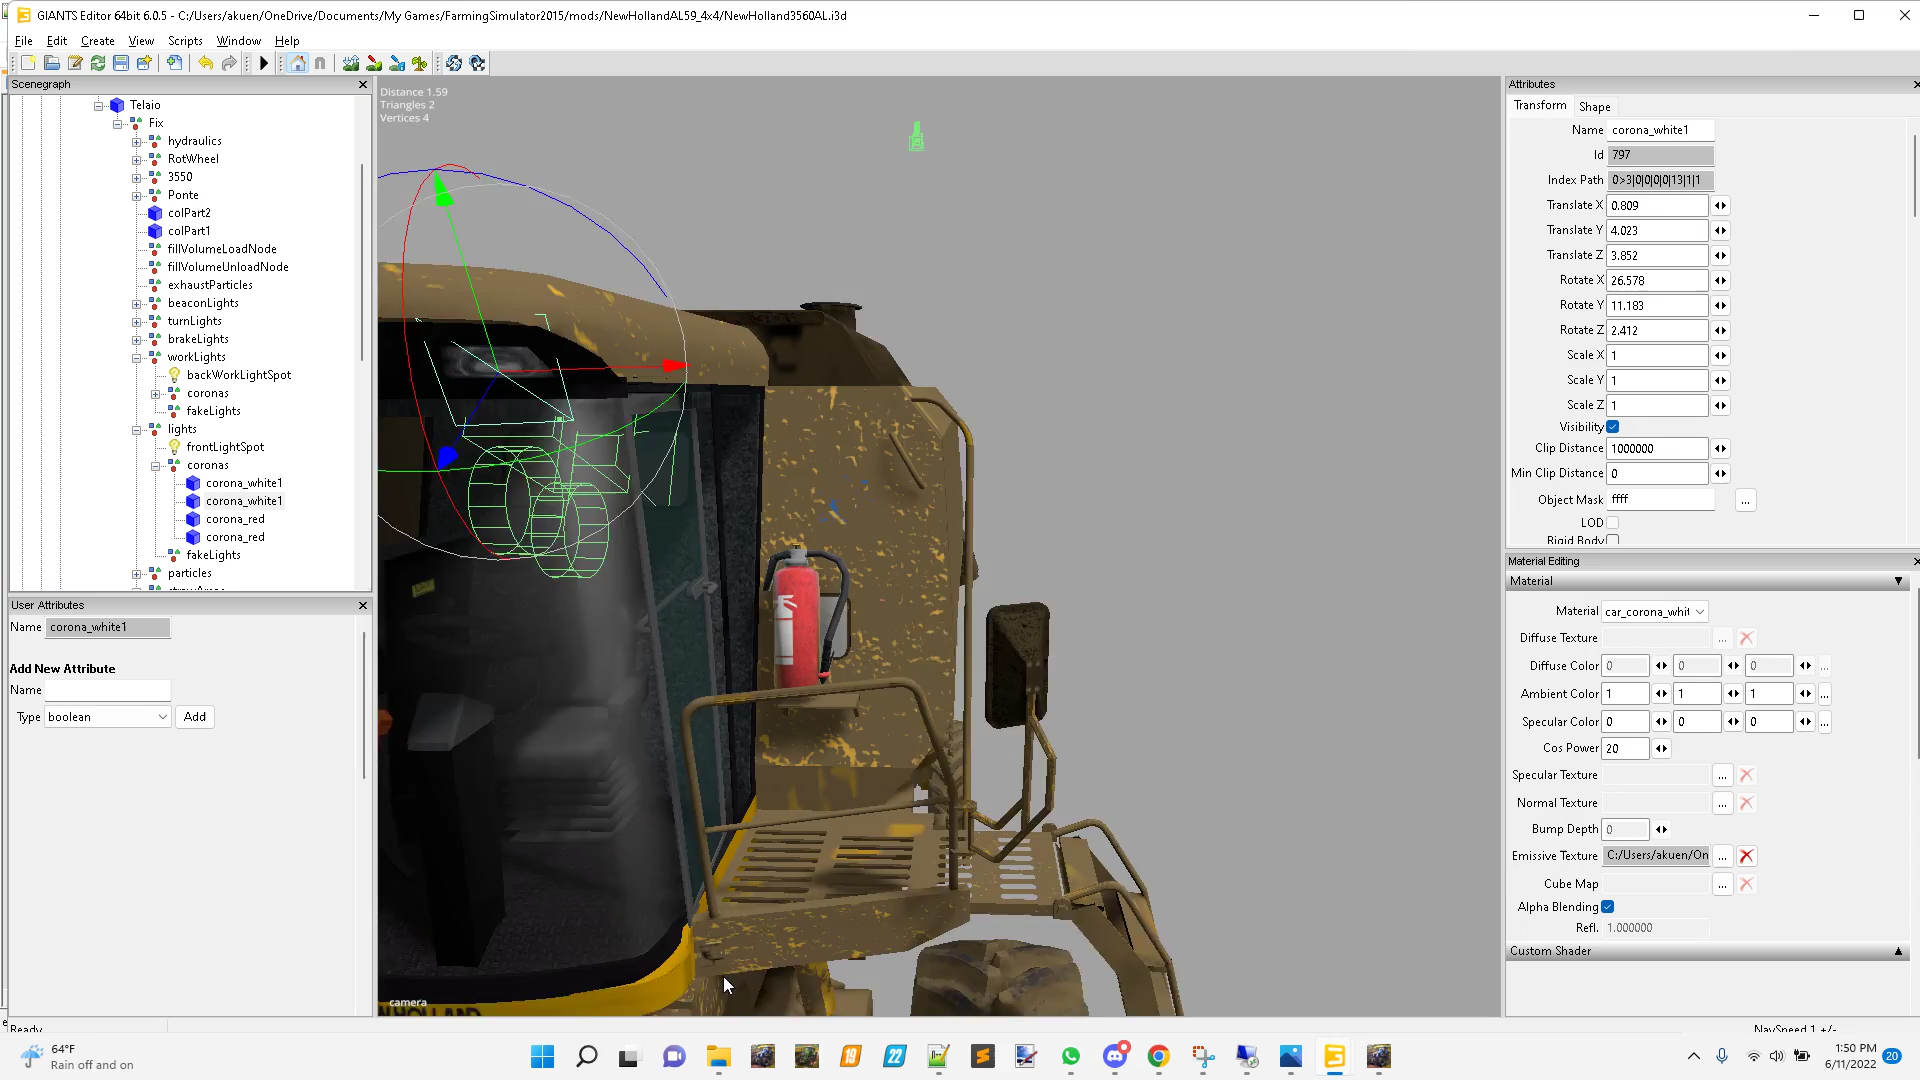 GIANTS Editor 64bit 6.0.5 - C:/Users/akuen/OneDrive/Documents/My Games/FarmingSimulator2015/mods/NewHollandAL59_4x4/NewHolland3560AL.i3d
File Edit Create View Scripts Window Help
Scenegraph
Telaio
Fix
hydraulics
RotWheel
3550
Ponte
colPart2
colPart1
fillVolumeLoadNode
fillVolumeUnloadNode
exhaustParticles
beaconLights
turnLights
brakeLights
workLights
backWorkLightSpot
coronas
fakeLights
lights
frontLightSpot
coronas
corona_white1
corona_white1
corona_red
corona_red
fakeLights
particles
User Attributes
Name corona_white1
Add New Attribute
Name
Type boolean Add
Ready
Distance 1.59
Triangles 2
Vertices 4
camera
Attributes
Transform Shape
Name corona_white1
Id 797
Index Path 0>3|0|0|0|0|13|1|1
Translate X 0.809
Translate Y 4.023
Translate Z 3.852
Rotate X 26.578
Rotate Y 11.183
Rotate Z 2.412
Scale X 1
Scale Y 1
Scale Z 1
Visibility
Clip Distance 1000000
Min Clip Distance 0
Object Mask ffff ...
LOD
Rigid Body
Material Editing
Material
Material car_corona_whit
Diffuse Texture ...
Diffuse Color 0 0 0 ...
Ambient Color 1 1 1 ...
Specular Color 0 0 0 ...
Cos Power 20
Specular Texture ...
Normal Texture ...
Bump Depth 0
Emissive Texture C:/Users/akuen/On ...
Cube Map ...
Alpha Blending
Refl. 1.000000
Custom Shader
NavSpeed 1 +/-
64°F
Rain off and on
19
22
1:50 PM
6/11/2022
20